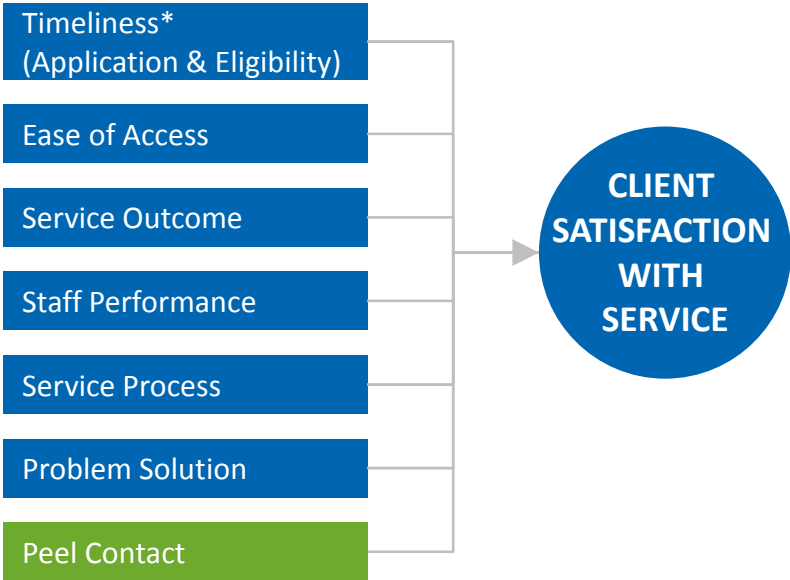 Timeliness*
(Application & Eligibility)
Ease of Access
Service Outcome
Staff Performance
Service Process
Problem Solution
Peel Contact
CLIENT
SATISFACTION
WITH
SERVICE